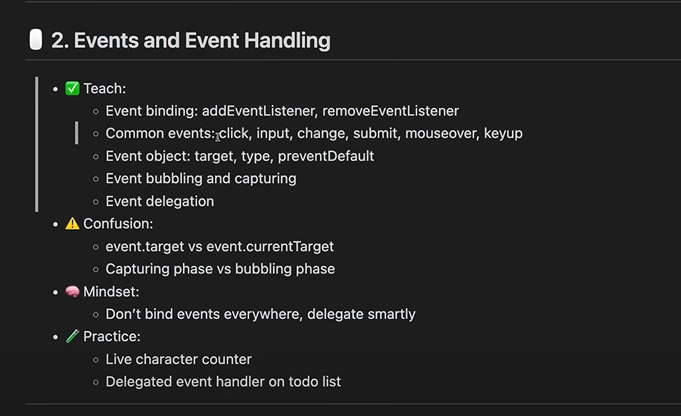 2. Events and Event Handling
Teach:
Event binding: addEventListener, removeEventListener
Common events: click, input, change, submit, mouseover, keyup
Event object: target, type, preventDefault
Event bubbling and capturing
Event delegation
Confusion:
event.target vs event.currentTarget
Capturing phase vs bubbling phase
Mindset:
Don’t bind events everywhere, delegate smartly
Practice:
Live character counter
Delegated event handler on todo list